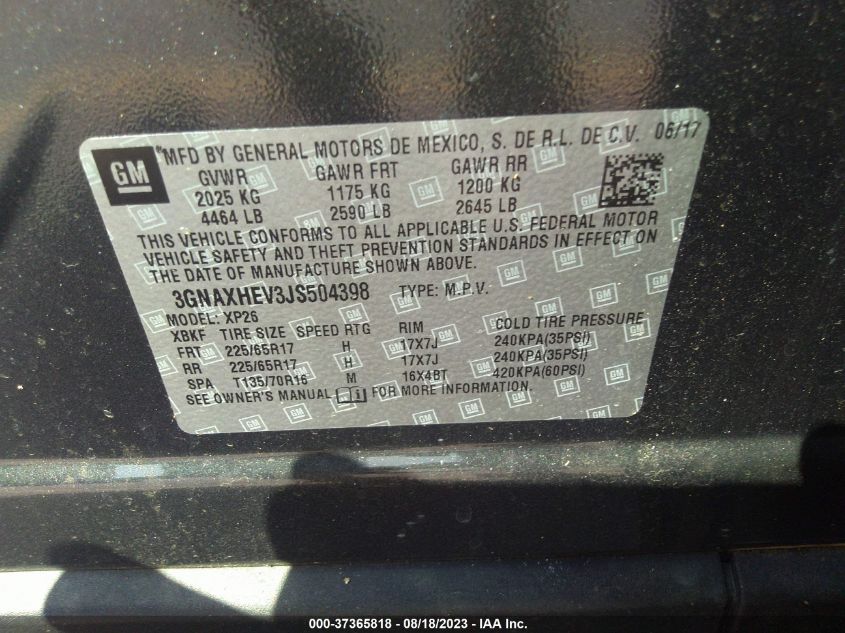 GM
MFD BY GENERAL MOTORS DE MEXICO, S. DE R.L. DE C.V. 06/17
GVWR GAWR FRT GAWR RR
2025 KG 1175 KG 1200 KG
4464 LB 2590 LB 2645 LB
THIS VEHICLE CONFORMS TO ALL APPLICABLE U.S. FEDERAL MOTOR
VEHICLE SAFETY AND THEFT PREVENTION STANDARDS IN EFFECT ON
THE DATE OF MANUFACTURE SHOWN ABOVE.
3GNAXHEV3JS504398 TYPE: M.P.V.
MODEL: XP26
XBKF TIRE SIZE SPEED RTG RIM COLD TIRE PRESSURE
FRT 225/65R17 H 17X7J 240KPA(35PSI)
RR 225/65R17 H 17X7J 240KPA(35PSI)
SPA T135/70R16 M 16X4BT 420KPA(60PSI)
SEE OWNER'S MANUAL FOR MORE INFORMATION.
000-37365818 - 08/18/2023 - IAA Inc.